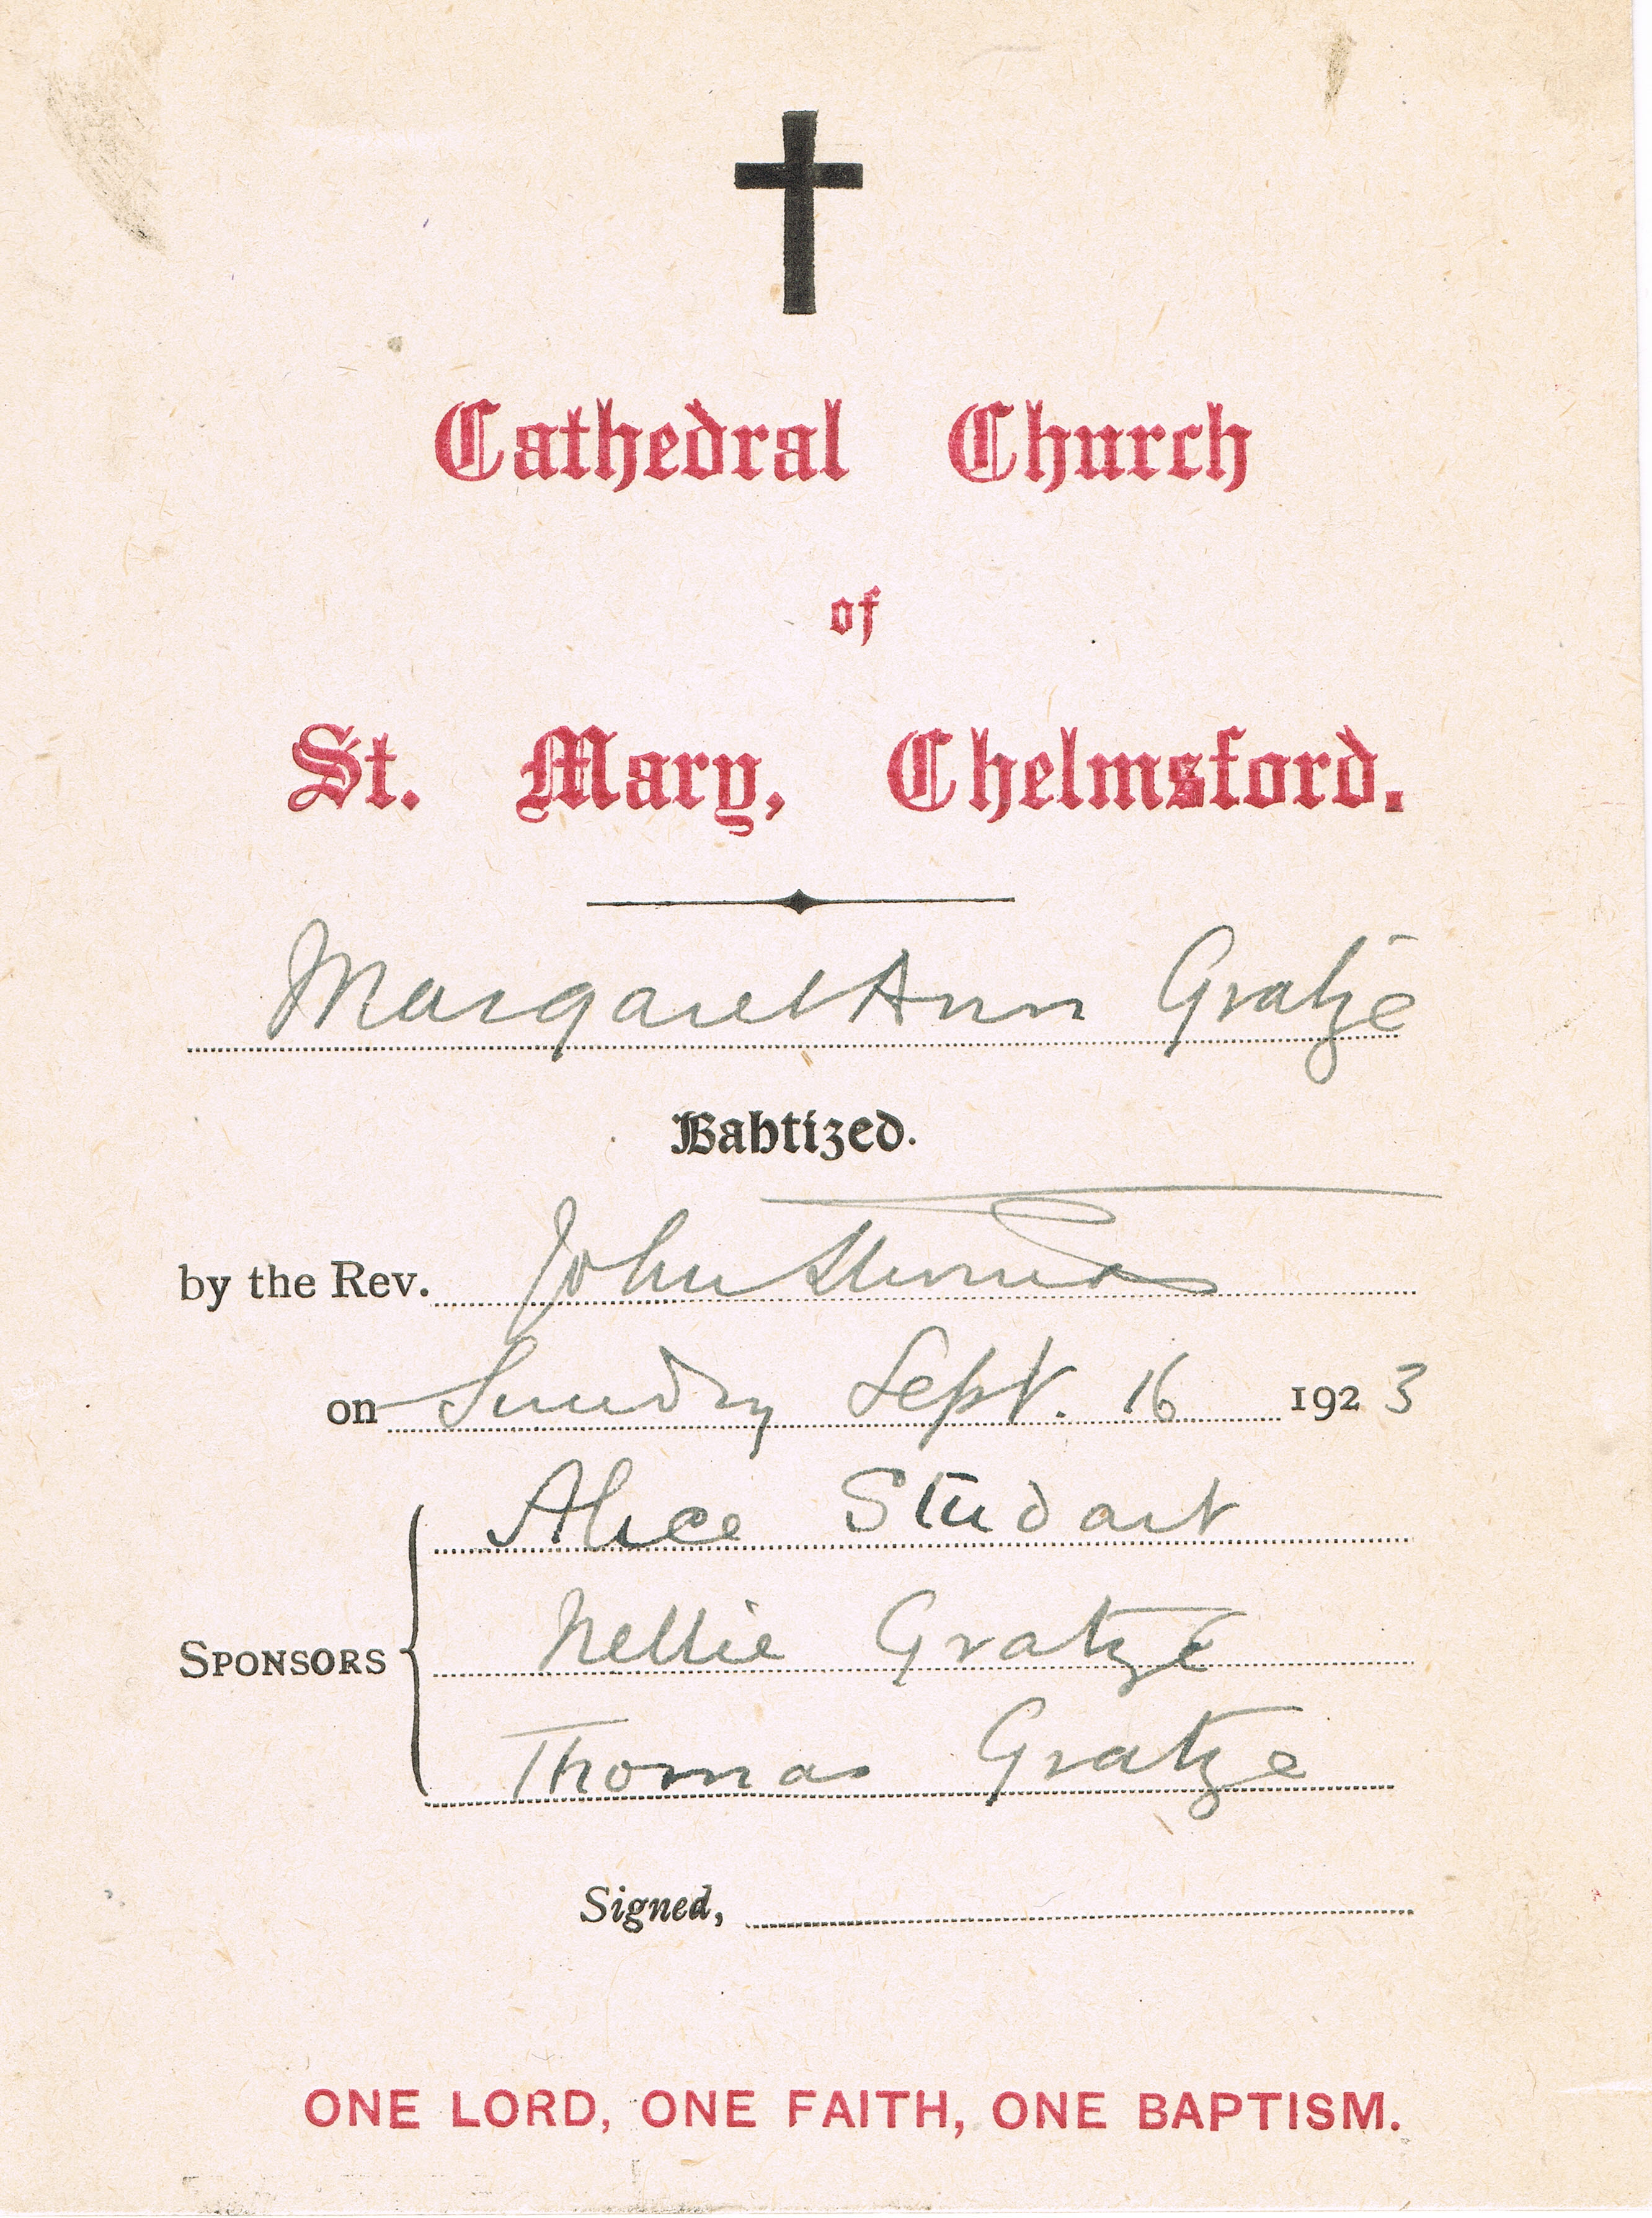 Cathedral Church
of
St. Mary, Chelmsford.
Margaret Ann Gratze
Babtized.
by the Rev. John
on Sunday Sept. 16 1923
Alice Studart
SPONSORS Nellie Gratze
Thomas Gratze
Signed,
ONE LORD, ONE FAITH, ONE BAPTISM.